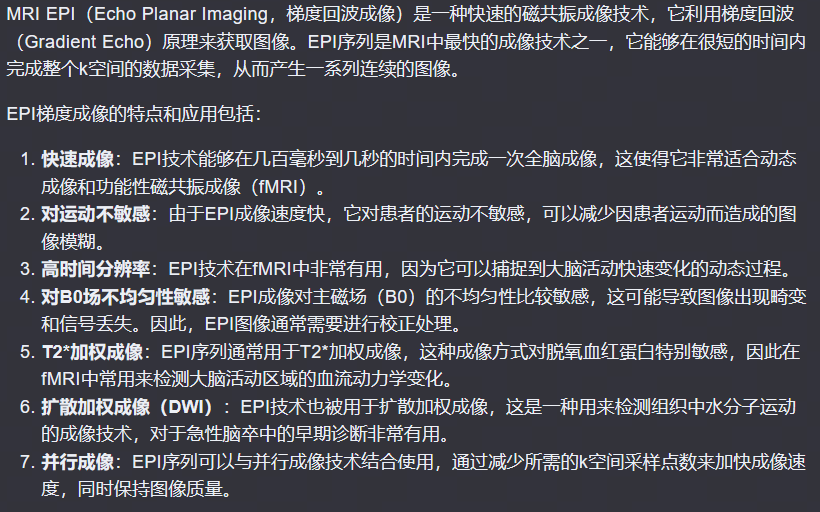 MRI EPI（Echo Planar Imaging，梯度回波成像）是一种快速的磁共振成像技术，它利用梯度回波
（Gradient Echo）原理来获取图像。EPI序列是MRI中最快的成像技术之一，它能够在很短的时间内
完成整个k空间的数据采集，从而产生一系列连续的图像。
EPI梯度成像的特点和应用包括：
1. 快速成像：EPI技术能够在几百毫秒到几秒的时间内完成一次全脑成像，这使得它非常适合动态
成像和功能性磁共振成像（fMRI）。
2. 对运动不敏感：由于EPI成像速度快，它对患者的运动不敏感，可以减少因患者运动而造成的图
像模糊。
3. 高时间分辨率：EPI技术在fMRI中非常有用，因为它可以捕捉到大脑活动快速变化的动态过程。
4. 对B0场不均匀性敏感：EPI成像对主磁场（B0）的不均匀性比较敏感，这可能导致图像出现畸变
和信号丢失。因此，EPI图像通常需要进行校正处理。
5. T2*加权成像：EPI序列通常用于T2*加权成像，这种成像方式对脱氧血红蛋白特别敏感，因此在
fMRI中常用来检测大脑活动区域的血流动力学变化。
6. 扩散加权成像（DWI）：EPI技术也被用于扩散加权成像，这是一种用来检测组织中水分子运动
的成像技术，对于急性脑卒中的早期诊断非常有用。
7. 并行成像：EPI序列可以与并行成像技术结合使用，通过减少所需的k空间采样点数来加快成像速
度，同时保持图像质量。